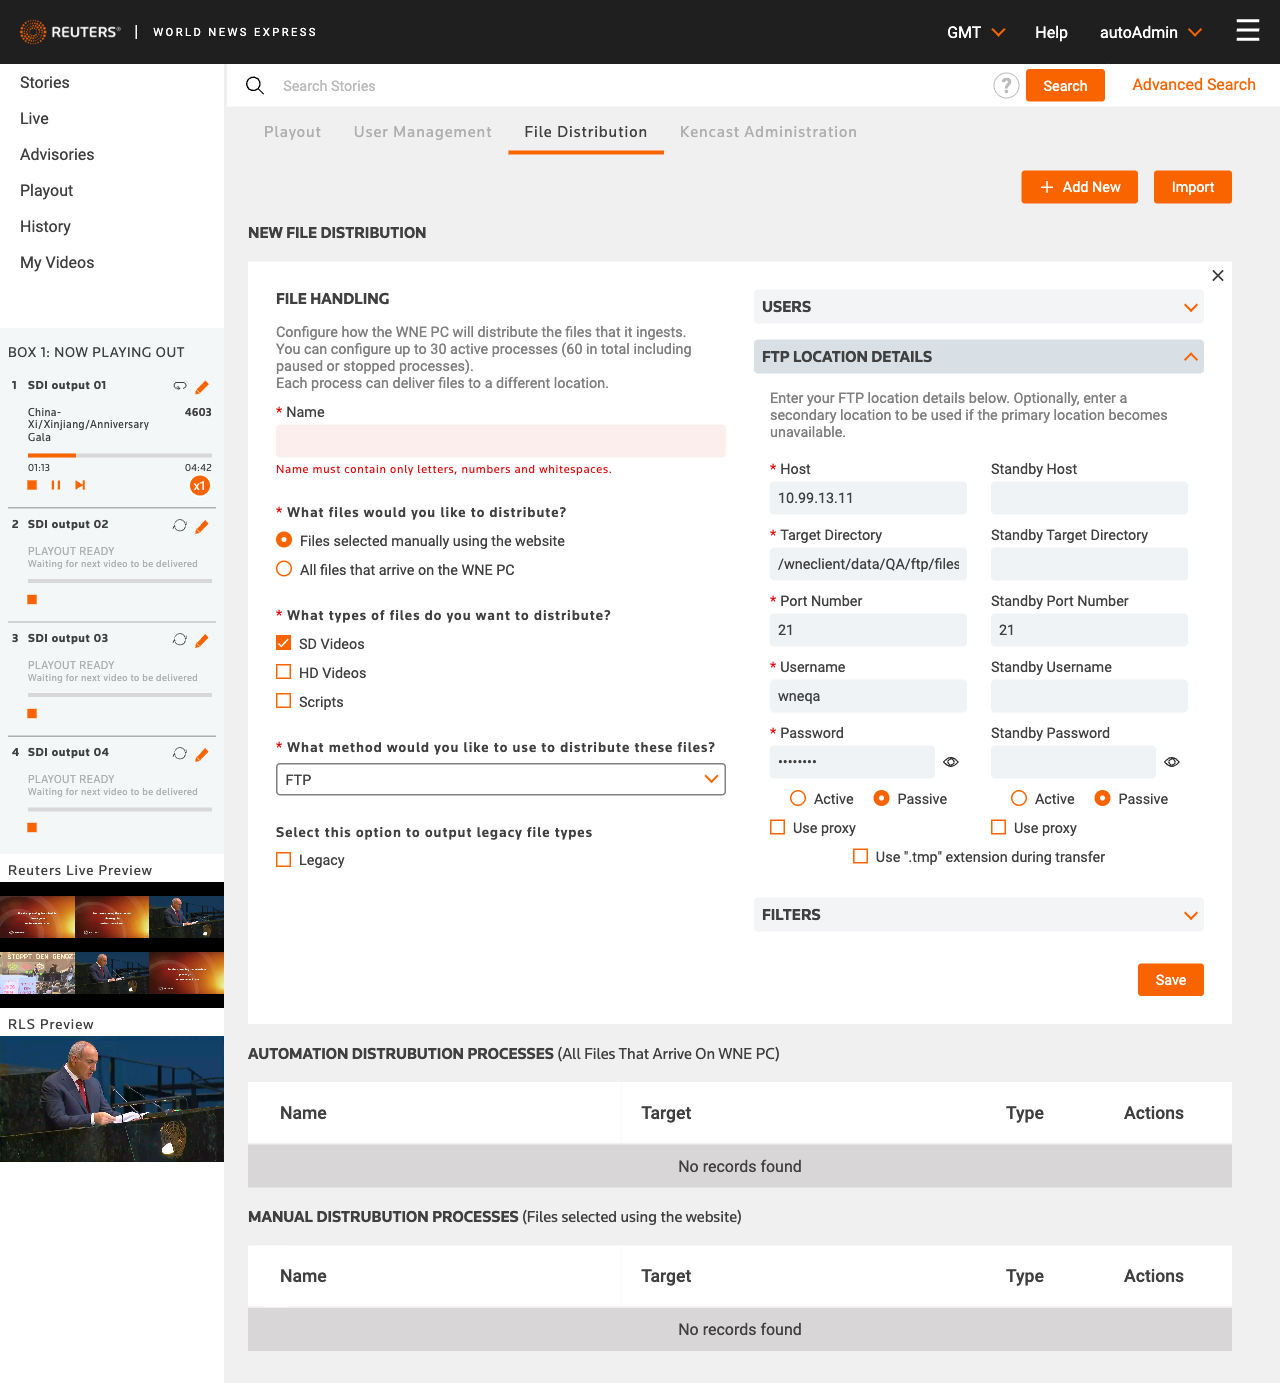 REUTERS® | WORLD NEWS EXPRESS
GMT
Help
autoAdmin
Stories
Live
Advisories
Playout
History
My Videos
Search Stories
?
Search
Advanced Search
Playout
User Management
File Distribution
Kencast Administration
+ Add New
Import
BOX 1: NOW PLAYING OUT
1 SDI output 01
China-
4603
Xi/Xinjiang/Anniversary
Gala
01:13
04:42
x1
2 SDI output 02
PLAYOUT READY
Waiting for next video to be delivered
3 SDI output 03
PLAYOUT READY
Waiting for next video to be delivered
4 SDI output 04
PLAYOUT READY
Waiting for next video to be delivered
Reuters Live Preview
STOPPT DEN GENOZ
RLS Preview
NEW FILE DISTRIBUTION
FILE HANDLING
Configure how the WNE PC will distribute the files that it ingests.
You can configure up to 30 active processes (60 in total including
paused or stopped processes).
Each process can deliver files to a different location.
* Name
Name must contain only letters, numbers and whitespaces.
* What files would you like to distribute?
Files selected manually using the website
All files that arrive on the WNE PC
* What types of files do you want to distribute?
SD Videos
HD Videos
Scripts
* What method would you like to use to distribute these files?
FTP
Select this option to output legacy file types
Legacy
USERS
FTP LOCATION DETAILS
Enter your FTP location details below. Optionally, enter a
secondary location to be used if the primary location becomes
unavailable.
* Host
Standby Host
10.99.13.11
* Target Directory
Standby Target Directory
/wneclient/data/QA/ftp/files
* Port Number
Standby Port Number
21
21
* Username
Standby Username
wneqa
* Password
Standby Password
••••••••
Active
Passive
Active
Passive
Use proxy
Use proxy
Use ".tmp" extension during transfer
FILTERS
Save
AUTOMATION DISTRUBUTION PROCESSES (All Files That Arrive On WNE PC)
Name
Target
Type
Actions
No records found
MANUAL DISTRUBUTION PROCESSES (Files selected using the website)
Name
Target
Type
Actions
No records found